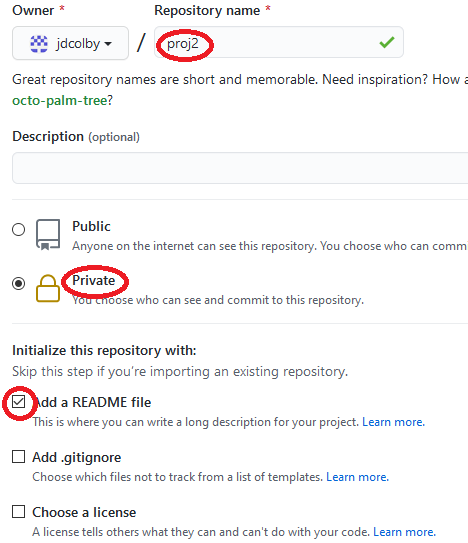 Owner * Repository name *
jdcolby / proj2
Great repository names are short and memorable. Need inspiration? How a
octo-palm-tree?
Description (optional)
Public
Anyone on the internet can see this repository. You choose who can comm
Private
You choose who can see and commit to this repository.
Initialize this repository with:
Skip this step if you're importing an existing repository.
Add a README file
This is where you can write a long description for your project. Learn more.
Add .gitignore
Choose which files not to track from a list of templates. Learn more.
Choose a license
A license tells others what they can and can't do with your code. Learn more.